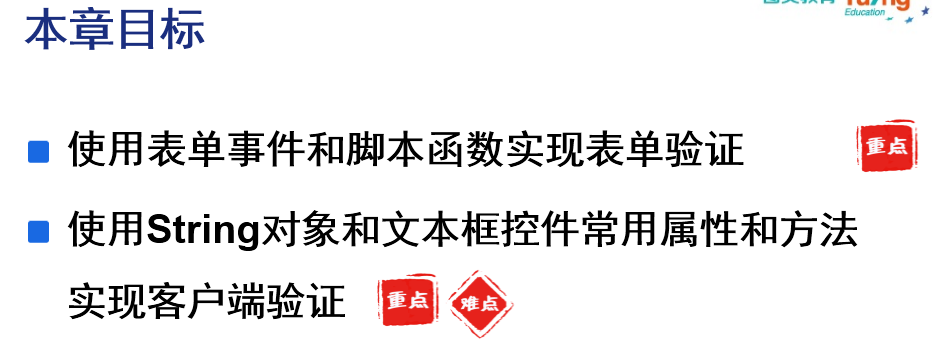 Education
本章目标
使用表单事件和脚本函数实现表单验证
重点
使用String对象和文本框控件常用属性和方法
实现客户端验证
重点
难点